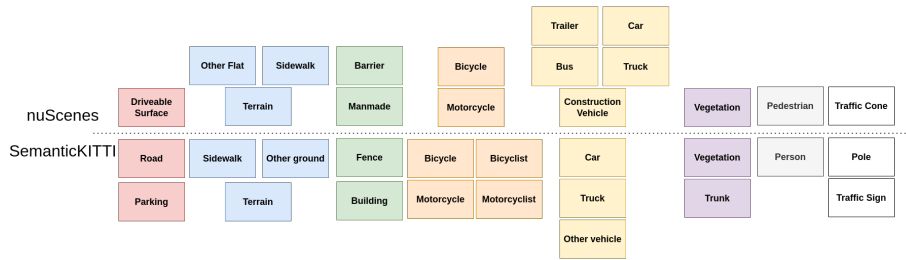 Trailer Car
Other Flat Sidewalk Barrier Bicycle Bus Truck
Driveable
Surface Terrain Manmade Motorcycle Construction
Vehicle Vegetation Pedestrian Traffic Cone
nuScenes
SemanticKITTI
Road Sidewalk Other ground Fence Bicycle Bicyclist Car Vegetation Person Pole
Parking Terrain Building Motorcycle Motorcyclist Truck Trunk Traffic Sign
Other vehicle